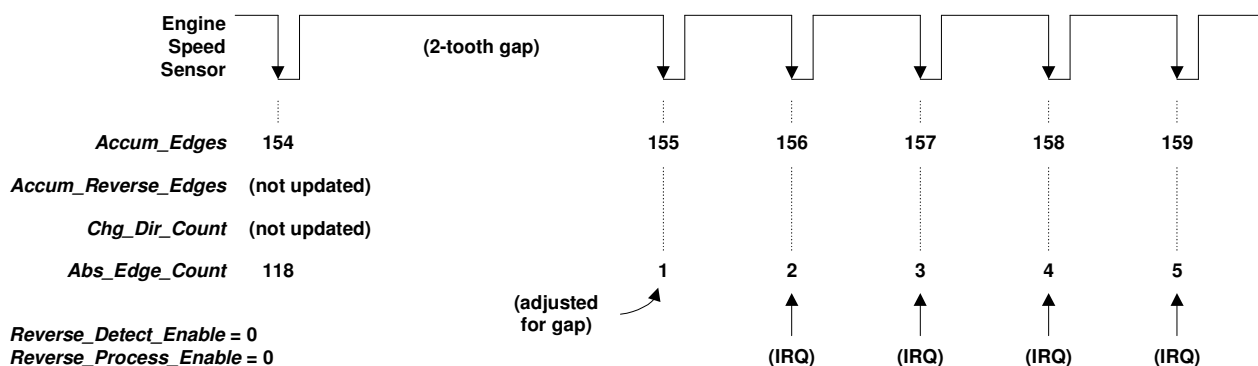 Engine
Speed
Sensor
(2-tooth gap)
Accum_Edges 154 155 156 157 158 159
Accum_Reverse_Edges (not updated)
Chg_Dir_Count (not updated)
Abs_Edge_Count 118 1 2 3 4 5
(adjusted
for gap)
Reverse_Detect_Enable = 0
Reverse_Process_Enable = 0
(IRQ) (IRQ) (IRQ) (IRQ)